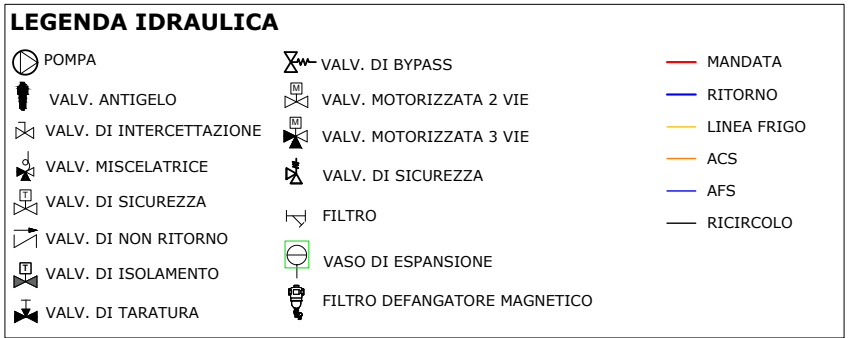 LEGENDA IDRAULICA
POMPA
VALV. ANTIGELO
VALV. DI INTERCETTAZIONE
VALV. MISCELATRICE
T
VALV. DI SICUREZZA
VALV. DI NON RITORNO
T
VALV. DI ISOLAMENTO
VALV. DI TARATURA
VALV. DI BYPASS
M
VALV. MOTORIZZATA 2 VIE
M
VALV. MOTORIZZATA 3 VIE
VALV. DI SICUREZZA
FILTRO
VASO DI ESPANSIONE
FILTRO DEFANGATORE MAGNETICO
MANDATA
RITORNO
LINEA FRIGO
ACS
AFS
RICIRCOLO